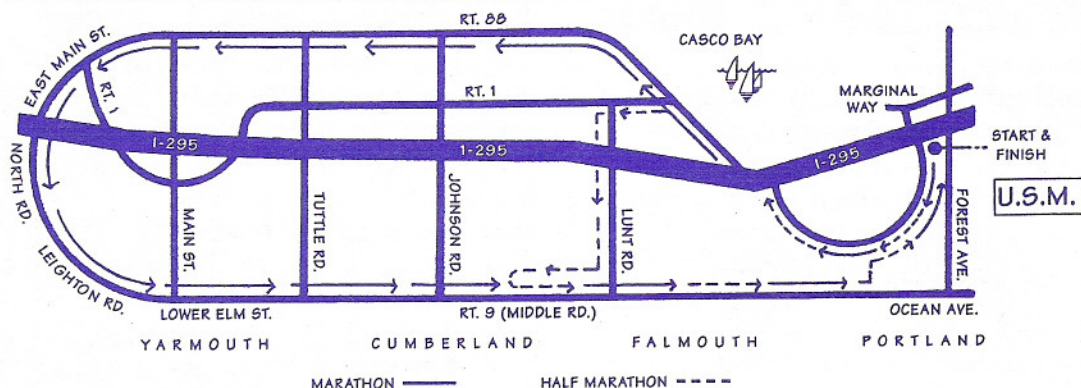 RT. 88
CASCO BAY
EAST MAIN ST.
RT. 1
RT. 1
MARGINAL
WAY
I-295
I-295
I-295
START &
FINISH
U.S.M.
NORTH RD.
MAIN ST.
TUTTLE RD.
JOHNSON RD.
LUNT RD.
FOREST AVE.
LEIGHTON RD.
LOWER ELM ST.
RT. 9 (MIDDLE RD.)
OCEAN AVE.
YARMOUTH
CUMBERLAND
FALMOUTH
PORTLAND
MARATHON
HALF MARATHON